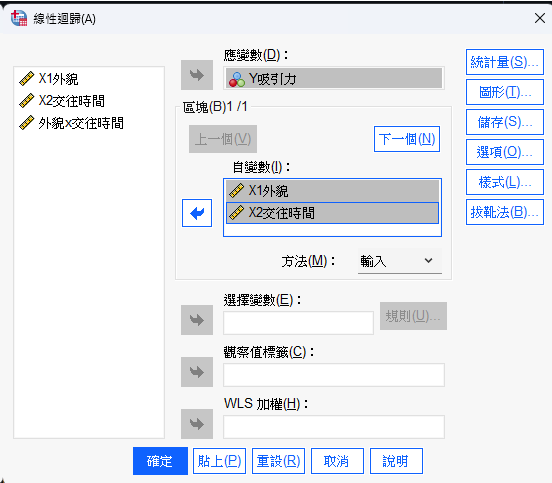 線性迴歸(A)
X1外貌
X2交往時間
外貌x交往時間
應變數(D)：
Y吸引力
區塊(B)1 /1
上一個(V)
下一個(N)
自變數(I)：
X1外貌
X2交往時間
方法(M)：
輸入
選擇變數(E)：
規則(U)...
觀察值標籤(C)：
WLS 加權(H)：
統計量(S)...
圖形(T)...
儲存(S)...
選項(O)...
樣式(L)...
拔靴法(B)...
確定
貼上(P)
重設(R)
取消
說明